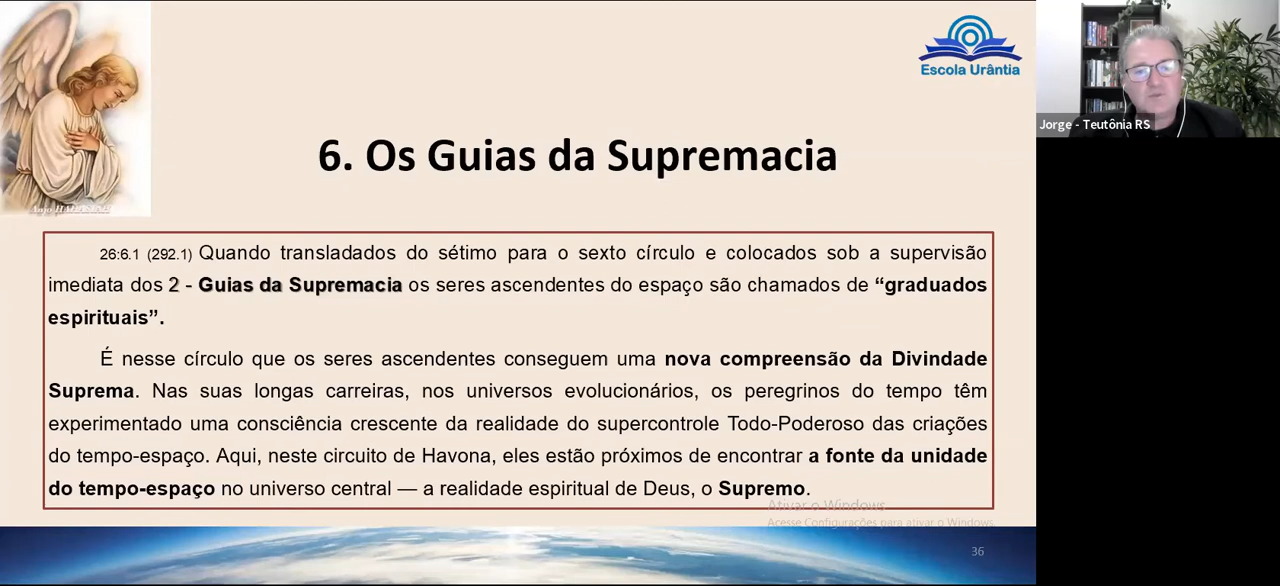 Escola Urântia
Jorge - Teutônia RS
6. Os Guias da Supremacia
26:6.1 (292.1) Quando transladados do sétimo para o sexto círculo e colocados sob a supervisão
imediata dos 2 - Guias da Supremacia os seres ascendentes do espaço são chamados de “graduados
espirituais”.
É nesse círculo que os seres ascendentes conseguem uma nova compreensão da Divindade
Suprema. Nas suas longas carreiras, nos universos evolucionários, os peregrinos do tempo têm
experimentado uma consciência crescente da realidade do supercontrole Todo-Poderoso das criações
do tempo-espaço. Aqui, neste circuito de Havona, eles estão próximos de encontrar a fonte da unidade
do tempo-espaço no universo central — a realidade espiritual de Deus, o Supremo.
Ativar o Windows
Acesse Configurações para ativar o Windows.
36